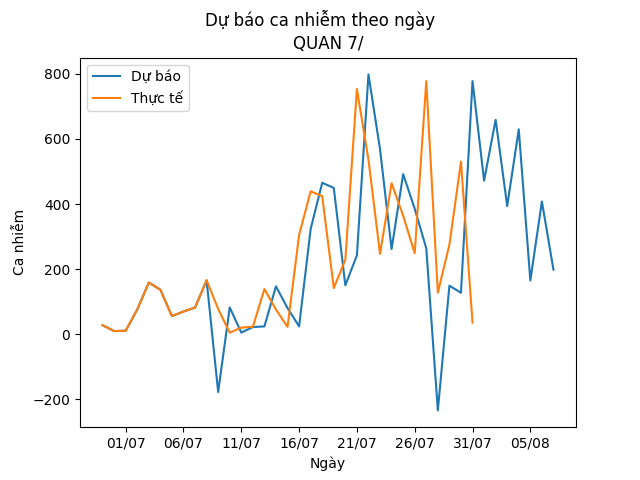 Dự báo ca nhiễm theo ngày
QUAN 7/
Dự báo
Thực tế
800
600
400
200
0
−200
Ca nhiễm
01/07 06/07 11/07 16/07 21/07 26/07 31/07 05/08
Ngày